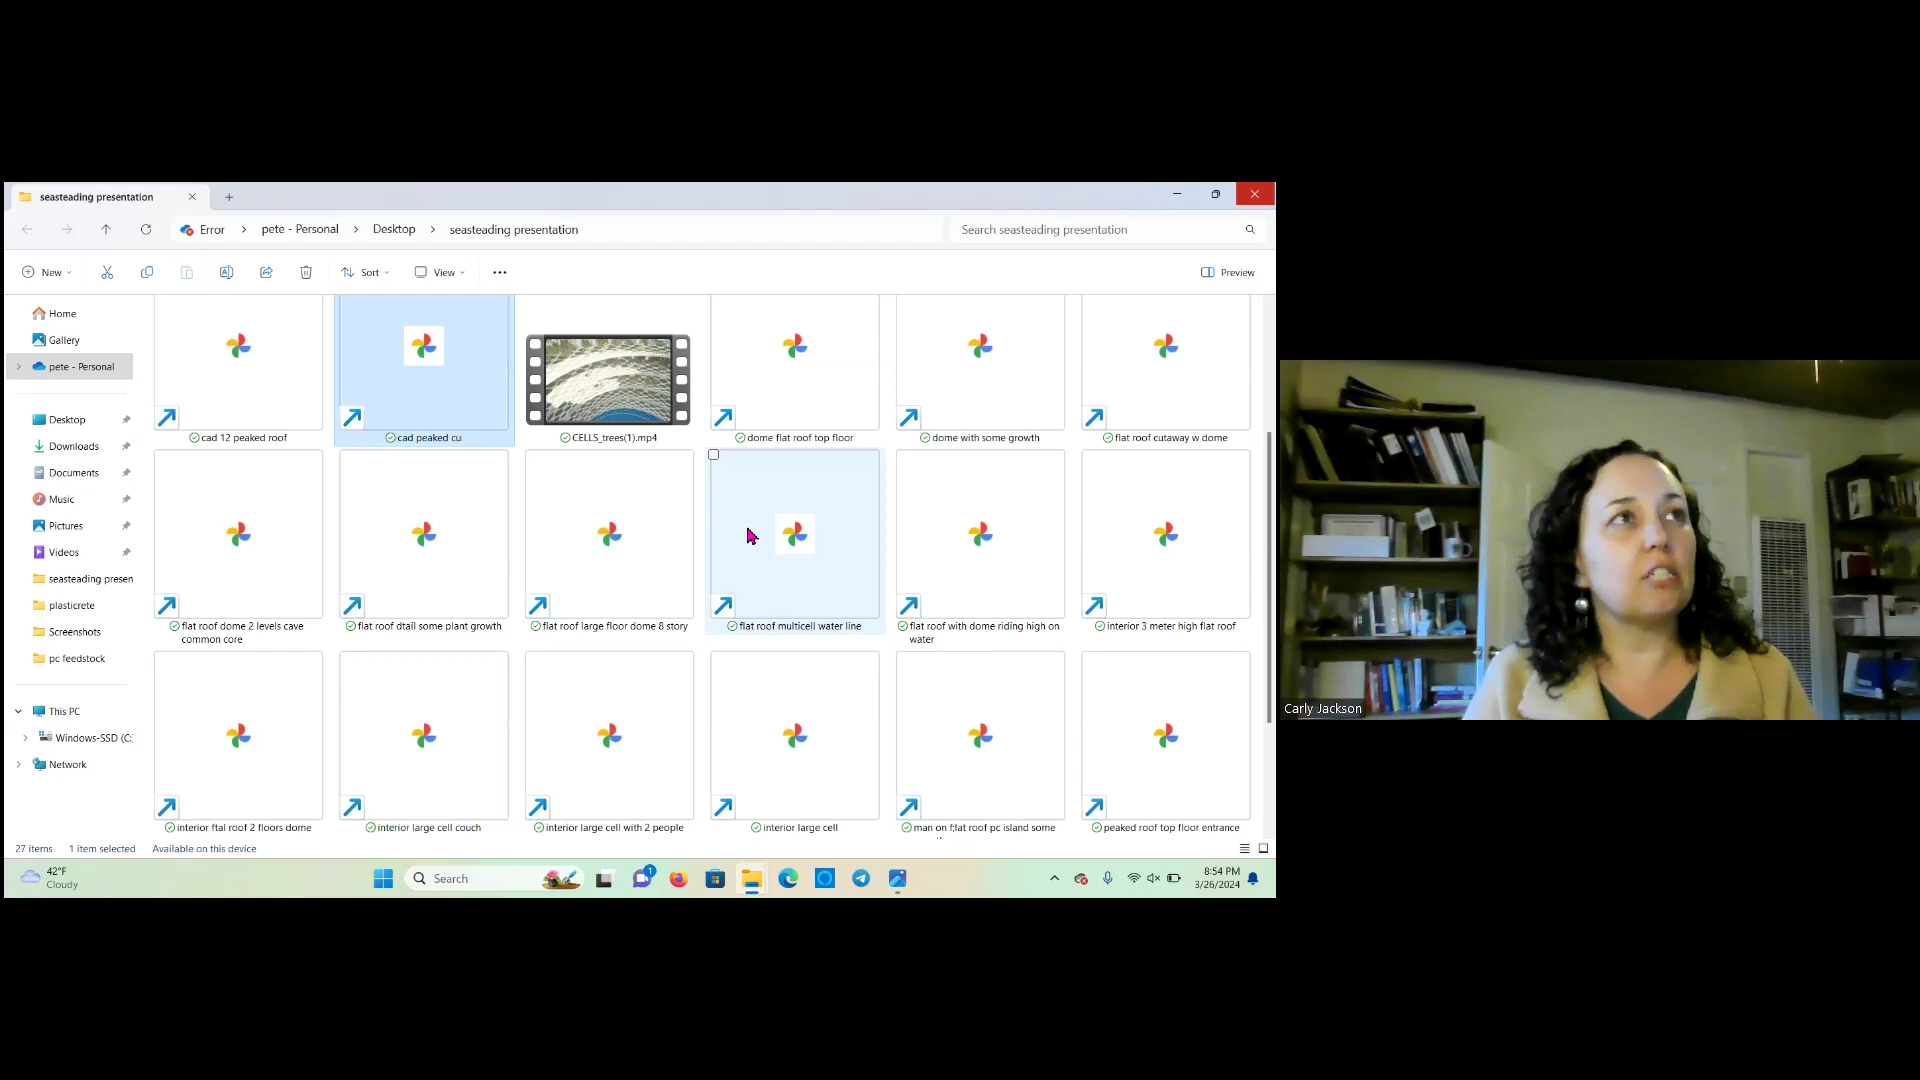 seasteading presentation
Error > pete - Personal > Desktop > seasteading presentation
Search seasteading presentation
New
Sort
View
Preview
Home
Gallery
pete - Personal
Desktop
Downloads
Documents
Music
Pictures
Videos
seasteading presen
plasticrete
Screenshots
pc feedstock
This PC
Windows-SSD (C:
Network
cad 12 peaked roof
cad peaked cu
CELLS_trees(1).mp4
dome flat roof top floor
dome with some growth
flat roof cutaway w dome
flat roof dome 2 levels cave
common core
flat roof dtail some plant growth
flat roof large floor dome 8 story
flat roof multicell water line
flat roof with dome riding high on
water
interior 3 meter high flat roof
interior ftal roof 2 floors dome
interior large cell couch
interior large cell with 2 people
interior large cell
man on f;lat roof pc island some
peaked roof top floor entrance
27 items
1 item selected
Available on this device
42°F
Cloudy
Search
1
8:54 PM
3/26/2024
Carly Jackson